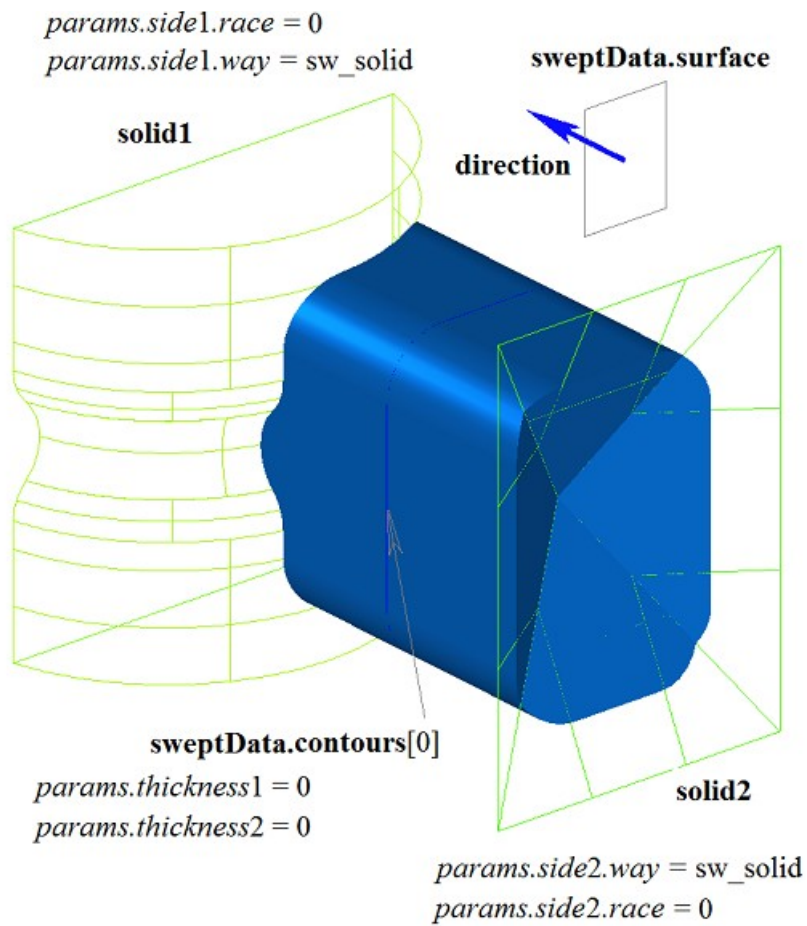 params.side1.race = 0
params.side1.way = sw_solid
sweptData.surface
solid1
direction
sweptData.contours[0]
params.thickness1 = 0
params.thickness2 = 0
solid2
params.side2.way = sw_solid
params.side2.race = 0